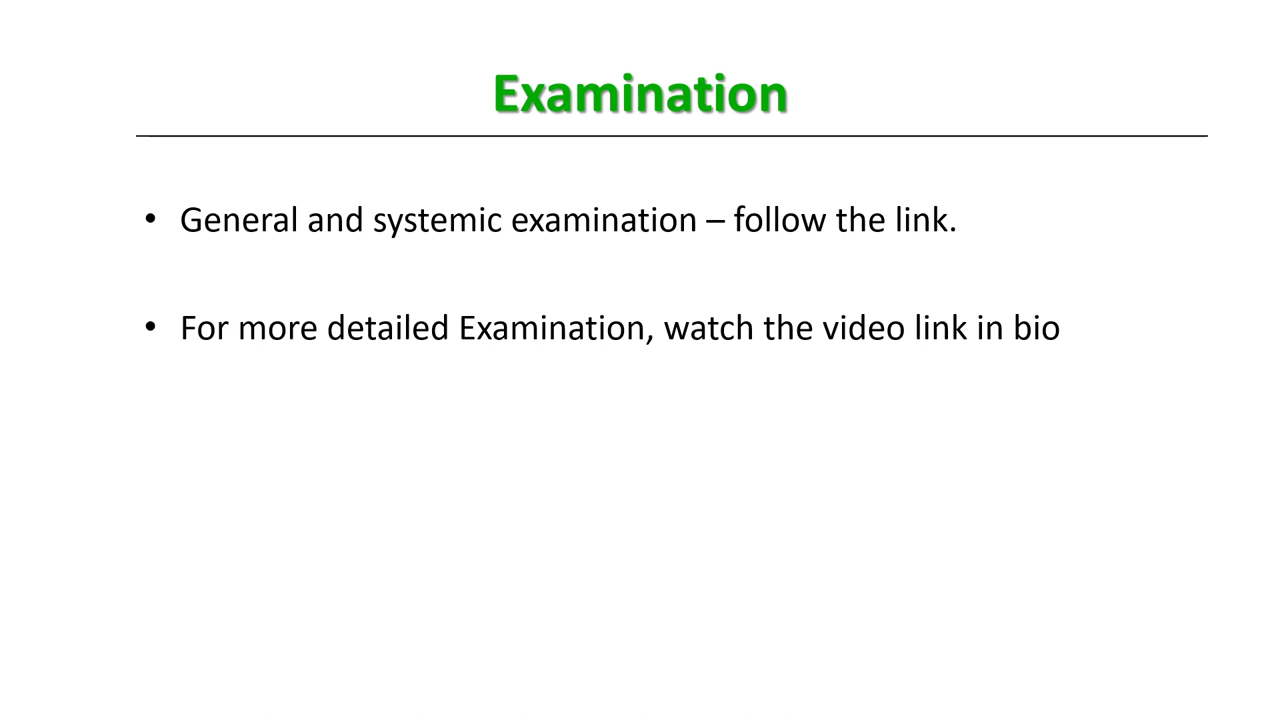 Examination
• General and systemic examination – follow the link.
• For more detailed Examination, watch the video link in bio